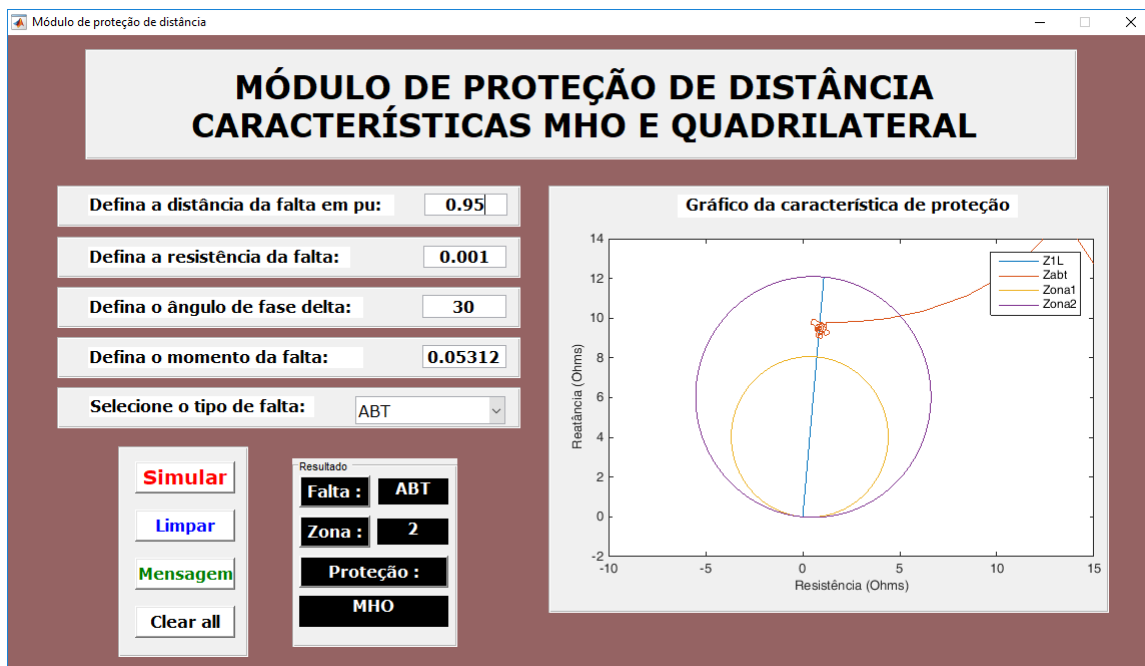 Módulo de proteção de distância
MÓDULO DE PROTEÇÃO DE DISTÂNCIA
CARACTERÍSTICAS MHO E QUADRILATERAL
Defina a distância da falta em pu: 0.95
Defina a resistência da falta: 0.001
Defina o ângulo de fase delta: 30
Defina o momento da falta: 0.05312
Selecione o tipo de falta: ABT
Simular
Limpar
Mensagem
Clear all
Resultado
Falta : ABT
Zona : 2
Proteção :
MHO
Gráfico da característica de proteção
14
12
10
8
6
4
2
0
-2
Reatância (Ohms)
-10 -5 0 5 10 15
Resistência (Ohms)
Z1L
Zabt
Zona1
Zona2